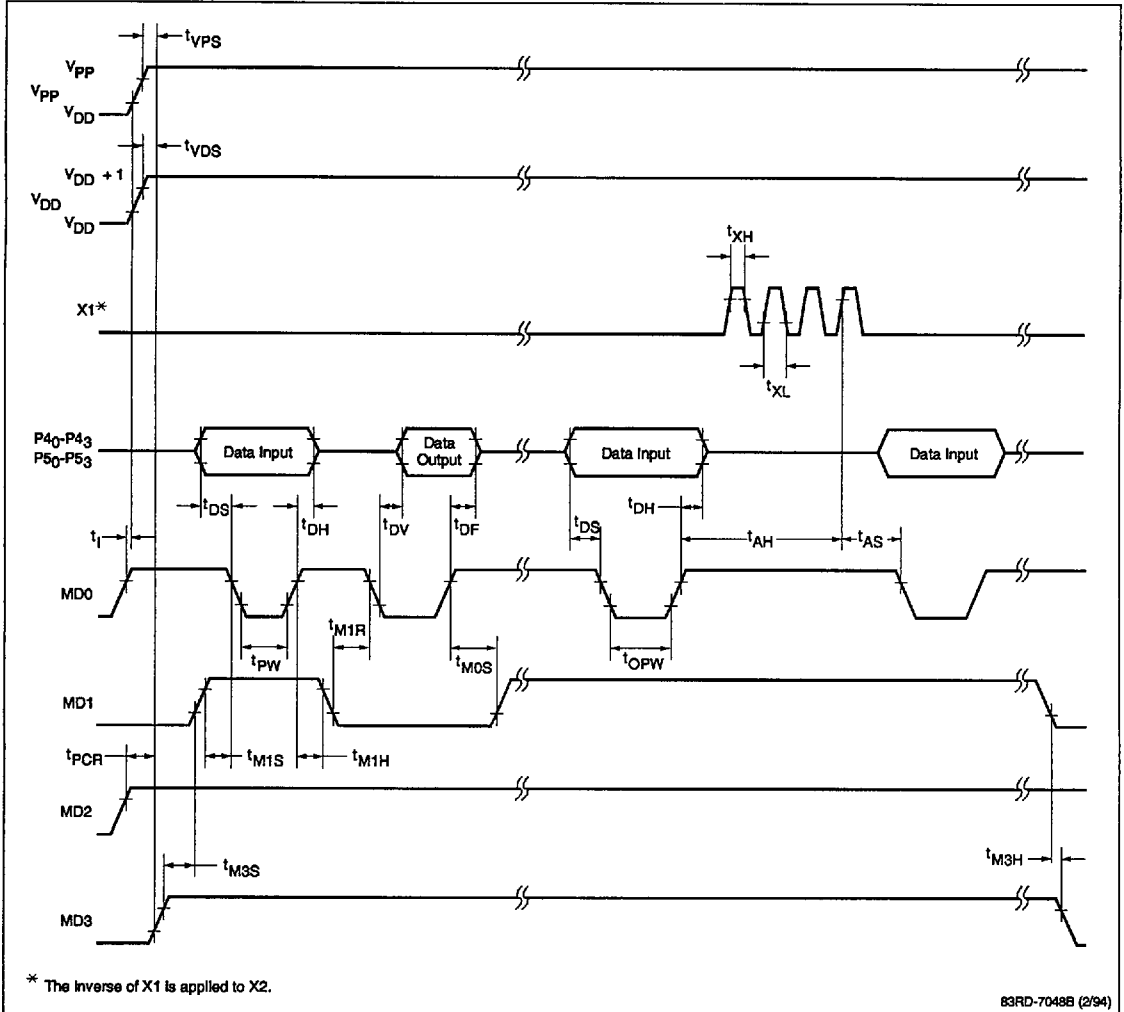 tVPS
VPP
VPP
VDD
tVDS
VDD + 1
VDD
VDD
tXH
X1*
tXL
P40-P43
P50-P53
Data Input
Data
Output
Data Input
Data Input
tDS
tDH
tDV
tDF
tDS
tDH
tAH
tAS
tI
MD0
tPW
tM1R
tM0S
tOPW
MD1
tPCR
tM1S
tM1H
MD2
tM3S
tM3H
MD3
* The Inverse of X1 is applied to X2.
83RD-7048B (2/94)